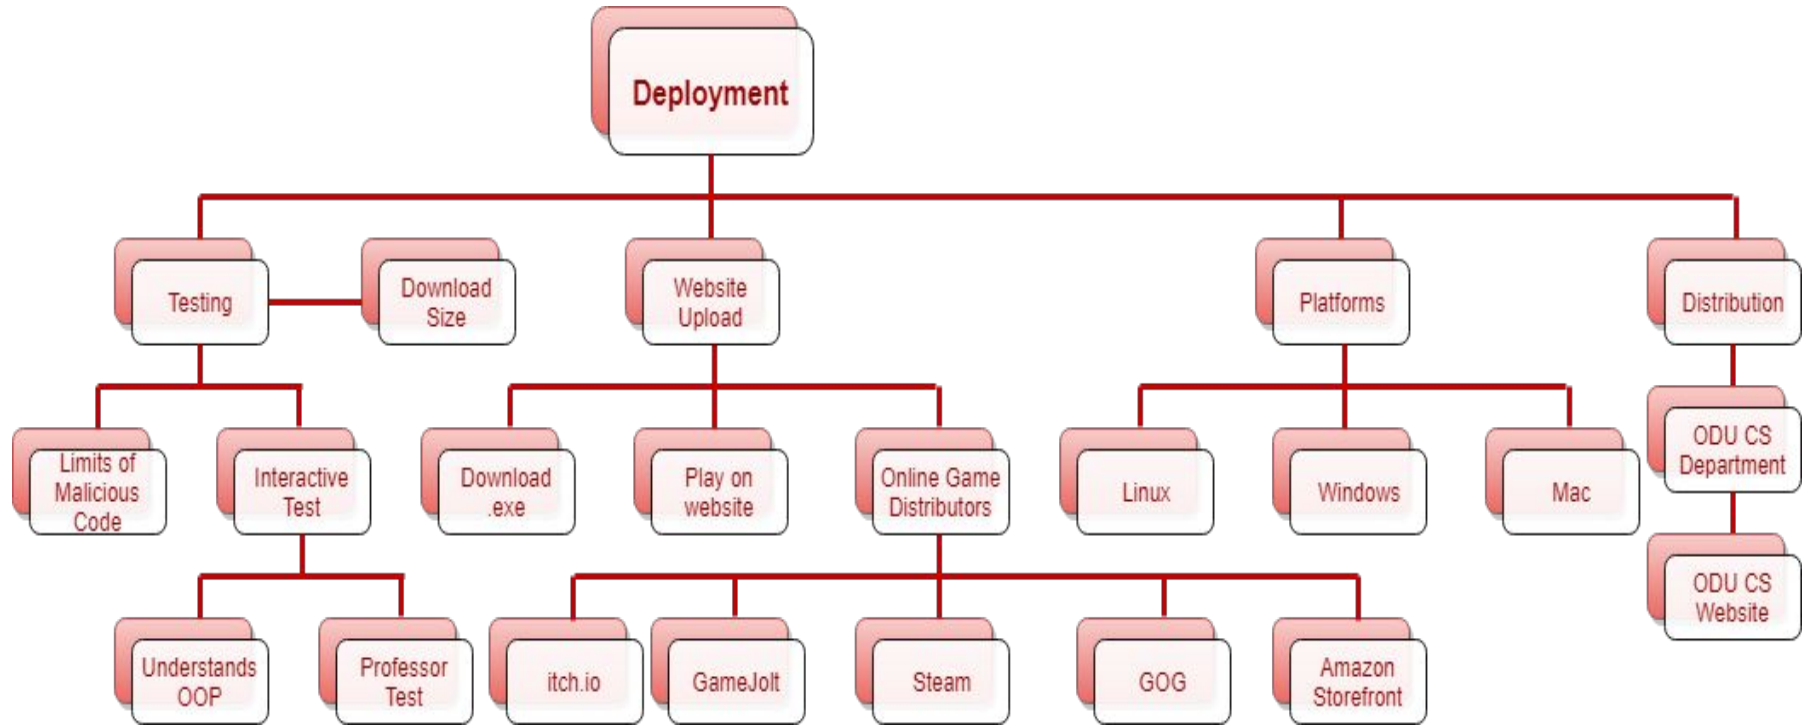 Deployment
Testing
Download
Size
Website
Upload
Platforms
Distribution
Limits of
Malicious
Code
Interactive
Test
Download
.exe
Play on
website
Online Game
Distributors
Linux
Windows
Mac
ODU CS
Department
ODU CS
Website
Understands
OOP
Professor
Test
itch.io
GameJolt
Steam
GOG
Amazon
Storefront